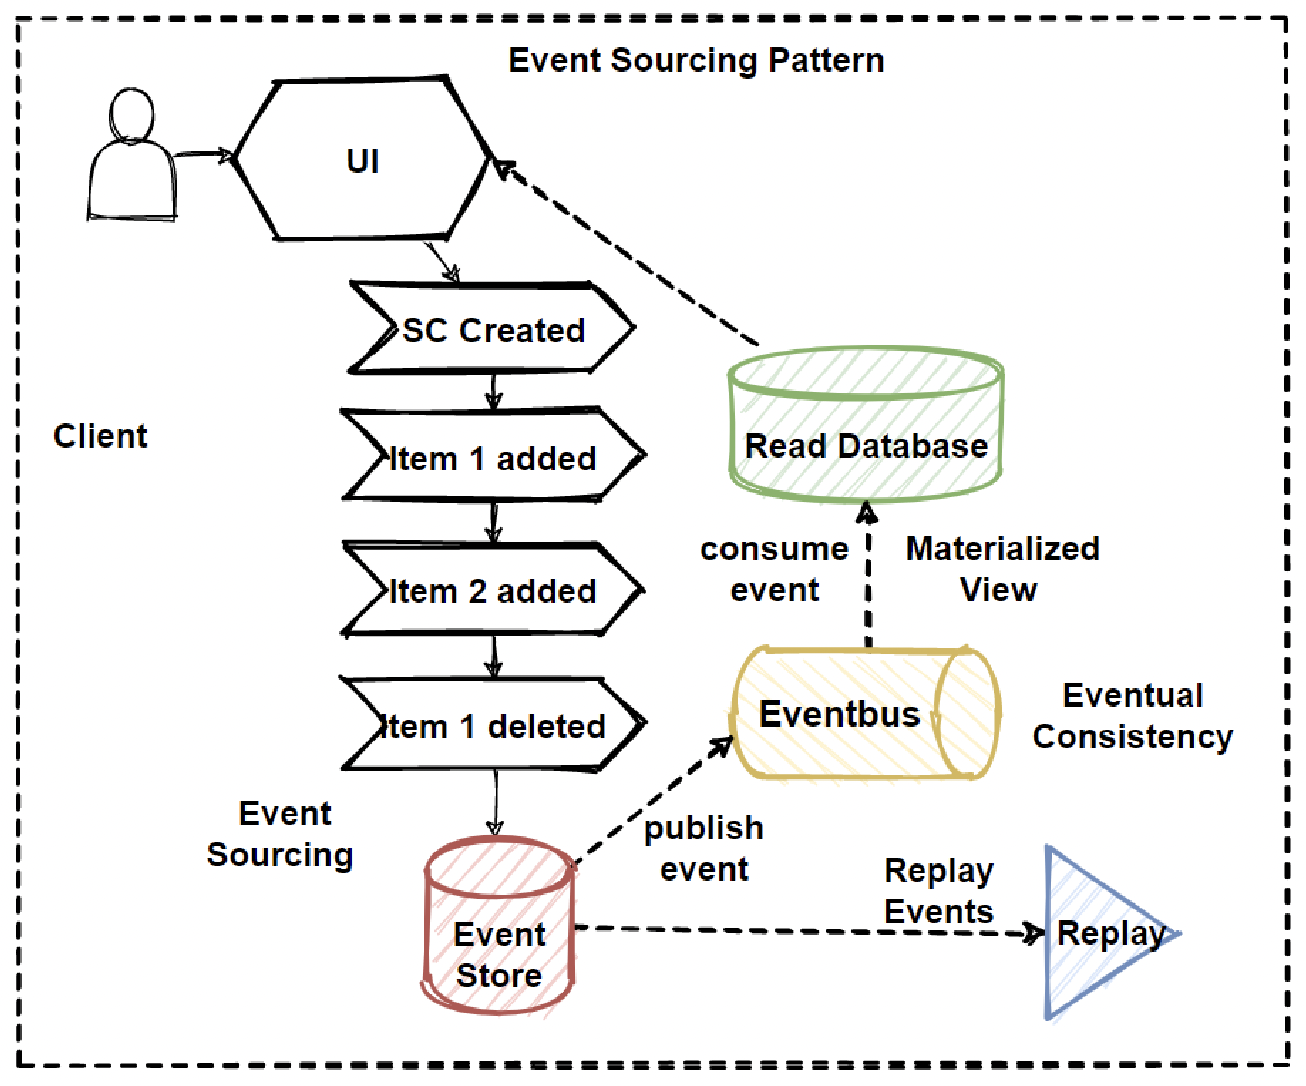 Event Sourcing Pattern
UI
SC Created
Client
Item 1 added
Read Database
consume
event
Materialized
View
Item 2 added
Item 1 deleted
Eventbus
Eventual
Consistency
Event
Sourcing
publish
event
Replay
Events
Event
Store
Replay